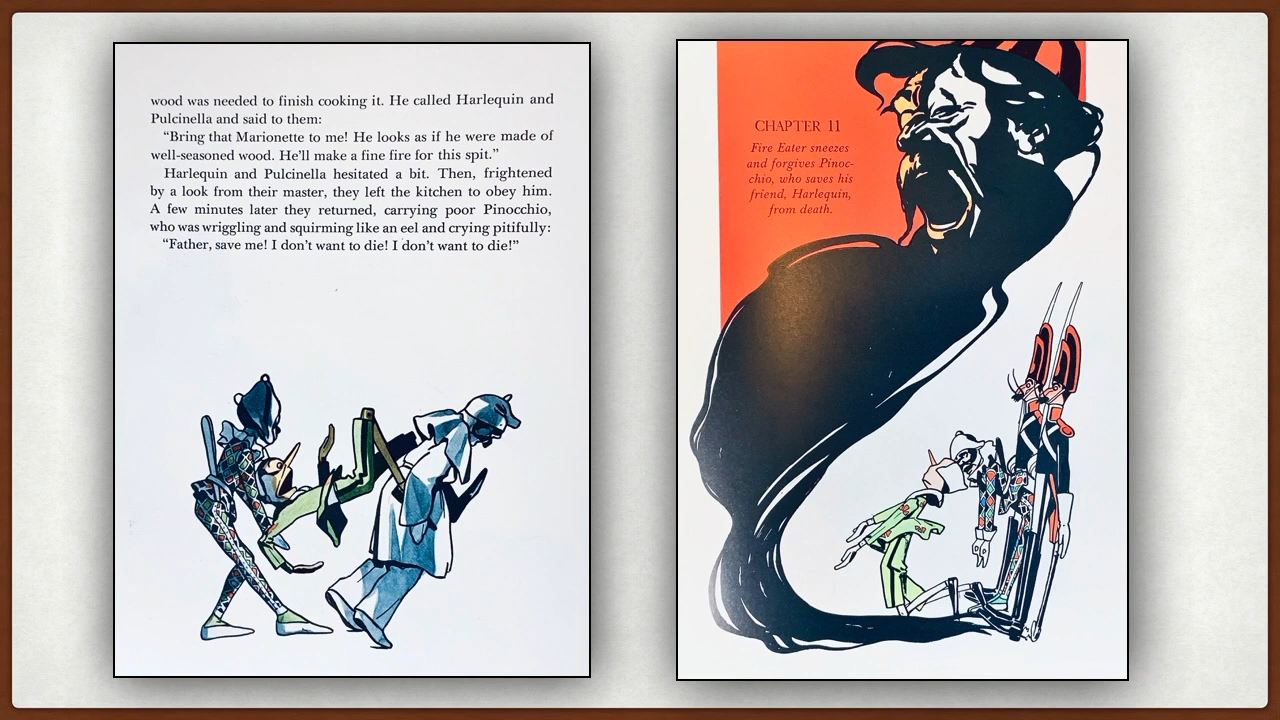 wood was needed to finish cooking it. He called Harlequin and
Pulcinella and said to them:
“Bring that Marionette to me! He looks as if he were made of
well-seasoned wood. He’ll make a fine fire for this spit.”
Harlequin and Pulcinella hesitated a bit. Then, frightened
by a look from their master, they left the kitchen to obey him.
A few minutes later they returned, carrying poor Pinocchio,
who was wriggling and squirming like an eel and crying pitifully:
“Father, save me! I don’t want to die! I don’t want to die!”
CHAPTER 11
Fire Eater sneezes
and forgives Pinoc-
chio, who saves his
friend, Harlequin,
from death.